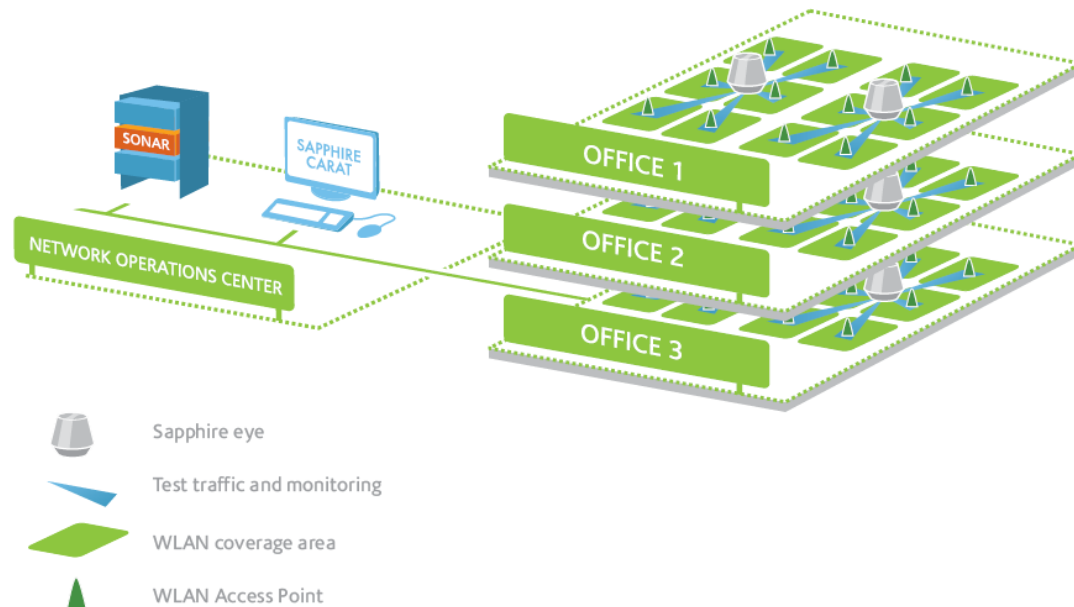 SONAR
SAPPHIRE
CARAT
NETWORK OPERATIONS CENTER
OFFICE 1
OFFICE 2
OFFICE 3
Sapphire eye
Test traffic and monitoring
WLAN coverage area
WLAN Access Point